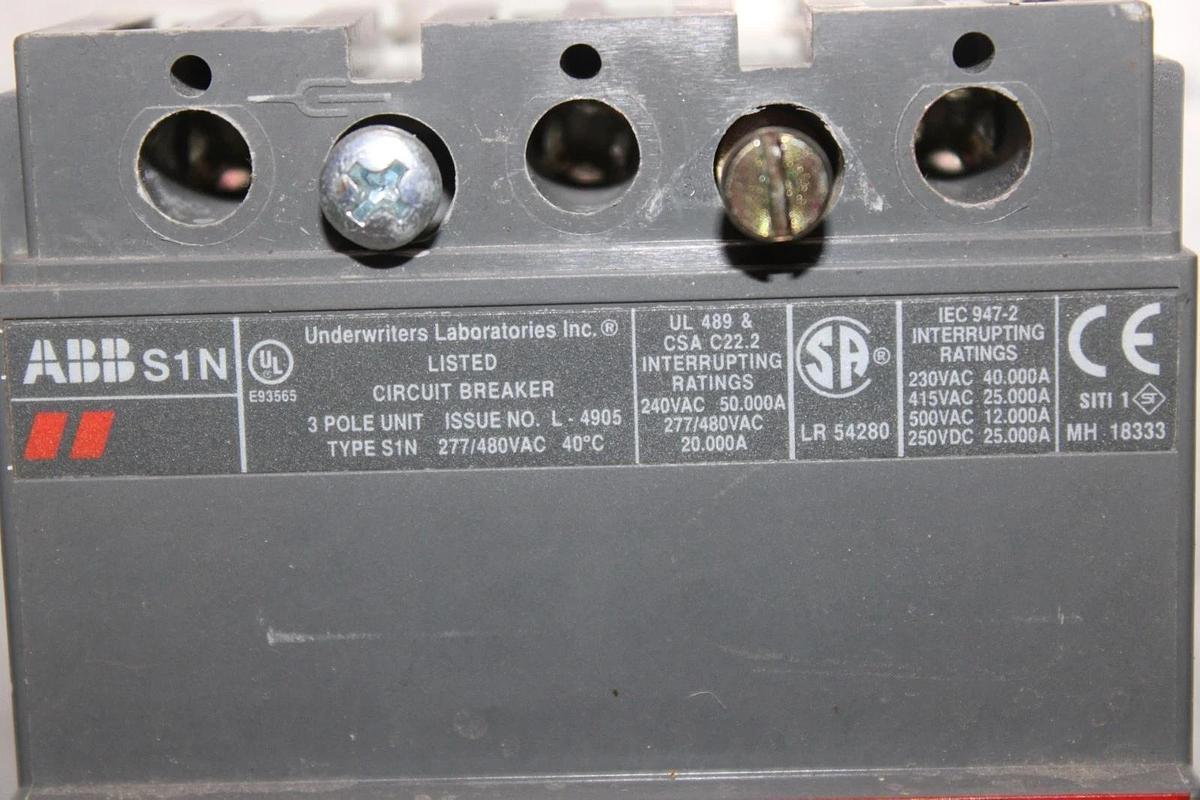 ABB S1N
UL
E93565
Underwriters Laboratories Inc.®
LISTED
CIRCUIT BREAKER
3 POLE UNIT ISSUE NO. L - 4905
TYPE S1N 277/480VAC 40°C
UL 489 &
CSA C22.2
INTERRUPTING
RATINGS
240VAC 50.000A
277/480VAC
20.000A
SA ®
LR 54280
IEC 947-2
INTERRUPTING
RATINGS
230VAC 40.000A
415VAC 25.000A
500VAC 12.000A
250VDC 25.000A
CE
SITI 1 ST
MH 18333